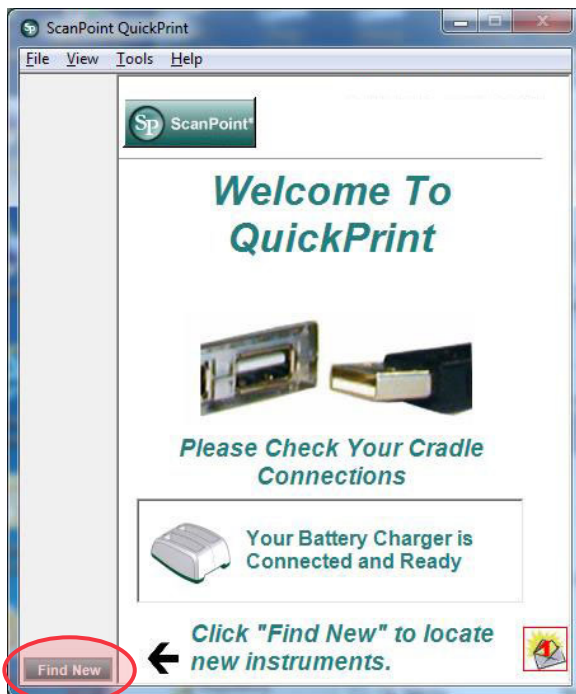 ScanPoint QuickPrint
File View Tools Help
Sp ScanPoint®
Welcome To
QuickPrint
Please Check Your Cradle
Connections
Your Battery Charger is
Connected and Ready
Click "Find New" to locate
new instruments.
Find New